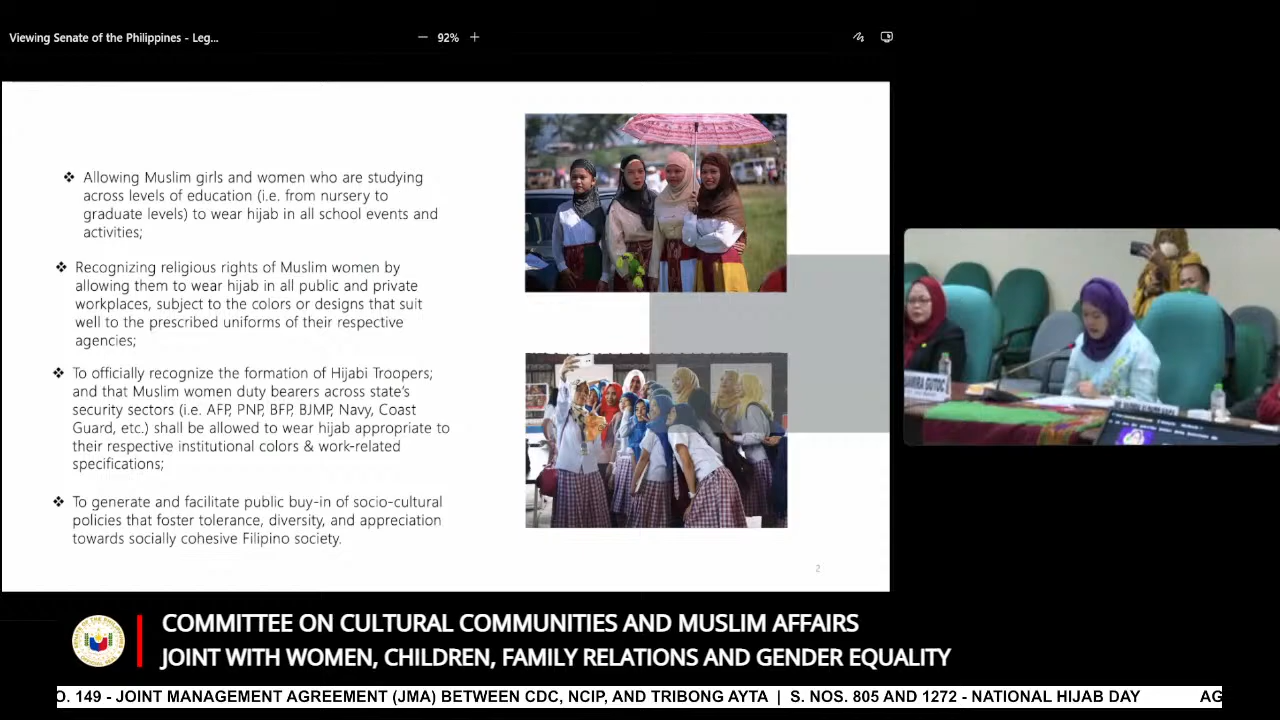 Viewing Senate of the Philippines - Leg...
92%
❖ Allowing Muslim girls and women who are studying
across levels of education (i.e. from nursery to
graduate levels) to wear hijab in all school events and
activities;
❖ Recognizing religious rights of Muslim women by
allowing them to wear hijab in all public and private
workplaces, subject to the colors or designs that suit
well to the prescribed uniforms of their respective
agencies;
❖ To officially recognize the formation of Hijabi Troopers;
and that Muslim women duty bearers across state's
security sectors (i.e. AFP, PNP, BFP, BJMP, Navy, Coast
Guard, etc.) shall be allowed to wear hijab appropriate to
their respective institutional colors & work-related
specifications;
❖ To generate and facilitate public buy-in of socio-cultural
policies that foster tolerance, diversity, and appreciation
towards socially cohesive Filipino society.
2
GUTOC
COMMITTEE ON CULTURAL COMMUNITIES AND MUSLIM AFFAIRS
JOINT WITH WOMEN, CHILDREN, FAMILY RELATIONS AND GENDER EQUALITY
O. 149 - JOINT MANAGEMENT AGREEMENT (JMA) BETWEEN CDC, NCIP, AND TRIBONG AYTA | S. NOS. 805 AND 1272 - NATIONAL HIJAB DAY AG